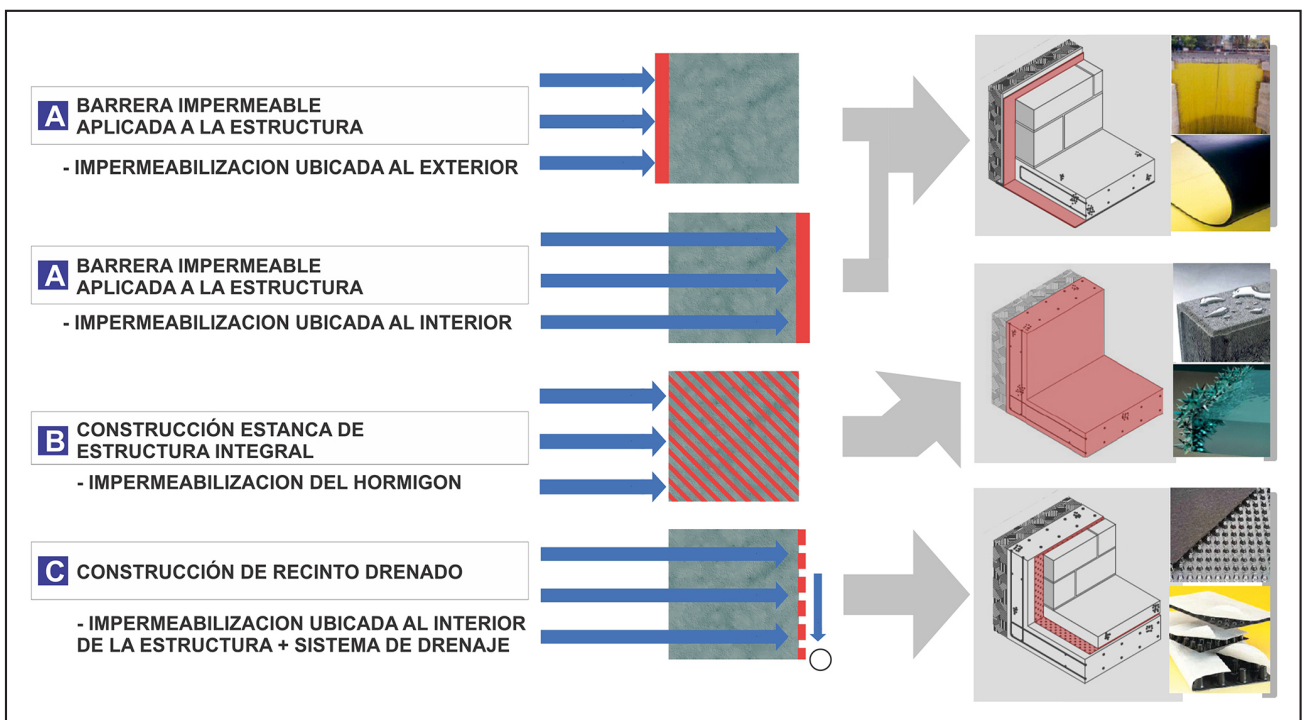 A BARRERA IMPERMEABLE
APLICADA A LA ESTRUCTURA
- IMPERMEABILIZACION UBICADA AL EXTERIOR
A BARRERA IMPERMEABLE
APLICADA A LA ESTRUCTURA
- IMPERMEABILIZACION UBICADA AL INTERIOR
B CONSTRUCCIÓN ESTANCA DE
ESTRUCTURA INTEGRAL
- IMPERMEABILIZACION DEL HORMIGON
C CONSTRUCCIÓN DE RECINTO DRENADO
- IMPERMEABILIZACION UBICADA AL INTERIOR
DE LA ESTRUCTURA + SISTEMA DE DRENAJE